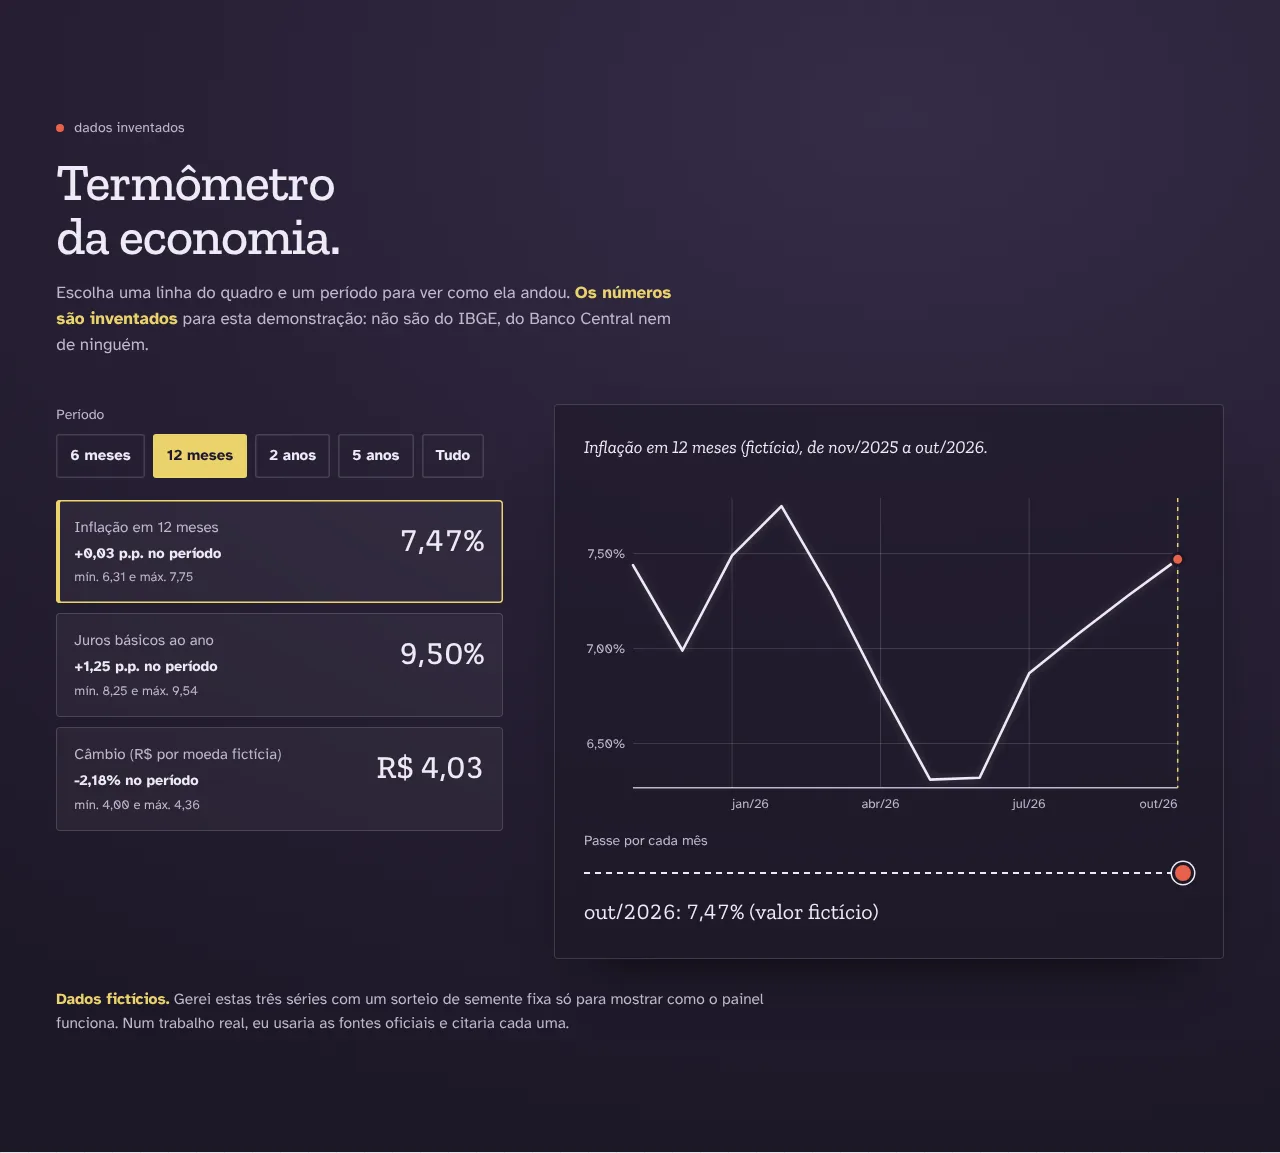 dados inventados
Termômetro
da economia.
Escolha uma linha do quadro e um período para ver como ela andou. Os números
são inventados para esta demonstração: não são do IBGE, do Banco Central nem
de ninguém.
Período
6 meses
12 meses
2 anos
5 anos
Tudo
Inflação em 12 meses
7,47%
+0,03 p.p. no período
mín. 6,31 e máx. 7,75
Juros básicos ao ano
9,50%
+1,25 p.p. no período
mín. 8,25 e máx. 9,54
Câmbio (R$ por moeda fictícia)
R$ 4,03
-2,18% no período
mín. 4,00 e máx. 4,36
Inflação em 12 meses (fictícia), de nov/2025 a out/2026.
7,50%
7,00%
6,50%
jan/26
abr/26
jul/26
out/26
Passe por cada mês
out/2026: 7,47% (valor fictício)
Dados fictícios. Gerei estas três séries com um sorteio de semente fixa só para mostrar como o painel
funciona. Num trabalho real, eu usaria as fontes oficiais e citaria cada uma.